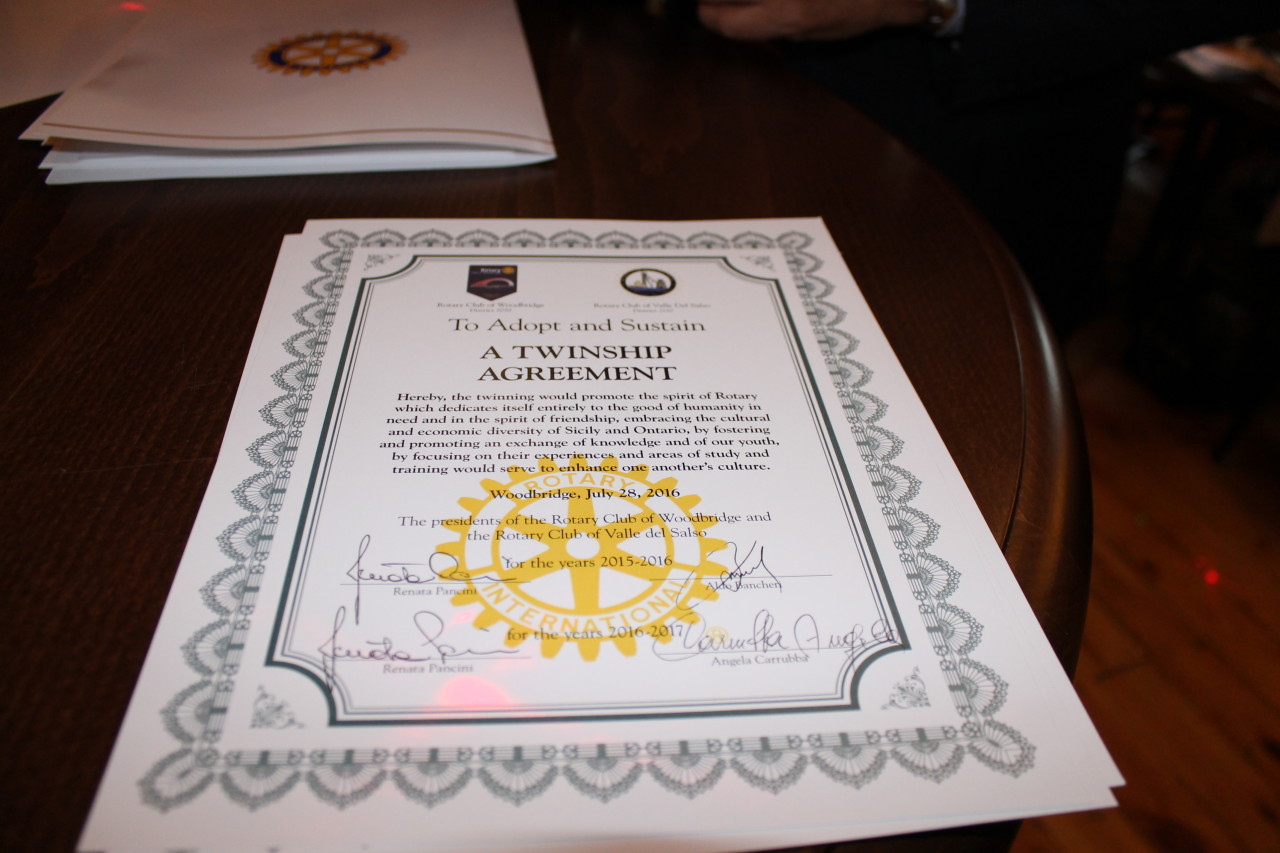 Rotary
Rotary Club of Woodbridge
Rotary Club of Valle Del Salso
District
District
To Adopt and Sustain
A TWINSHIP
AGREEMENT
Hereby, the twinning would promote the spirit of Rotary
which dedicates itself entirely to the good of humanity in
need and in the spirit of friendship, embracing the cultural
and economic diversity of Sicily and Ontario, by fostering
and promoting an exchange of knowledge and of our youth,
by focusing on their experiences and areas of study and
training would serve to enhance one another's culture.
ROTARY
Woodbridge, July 28, 2016
The presidents of the Rotary Club of Woodbridge and
the Rotary Club of Valle del Salso
for the years 2015-2016
Renata Pancini
Aldo Bancheri
INTERNATIONAL
for the years 2016-2017
Renata Pancini
Angela Carrubba